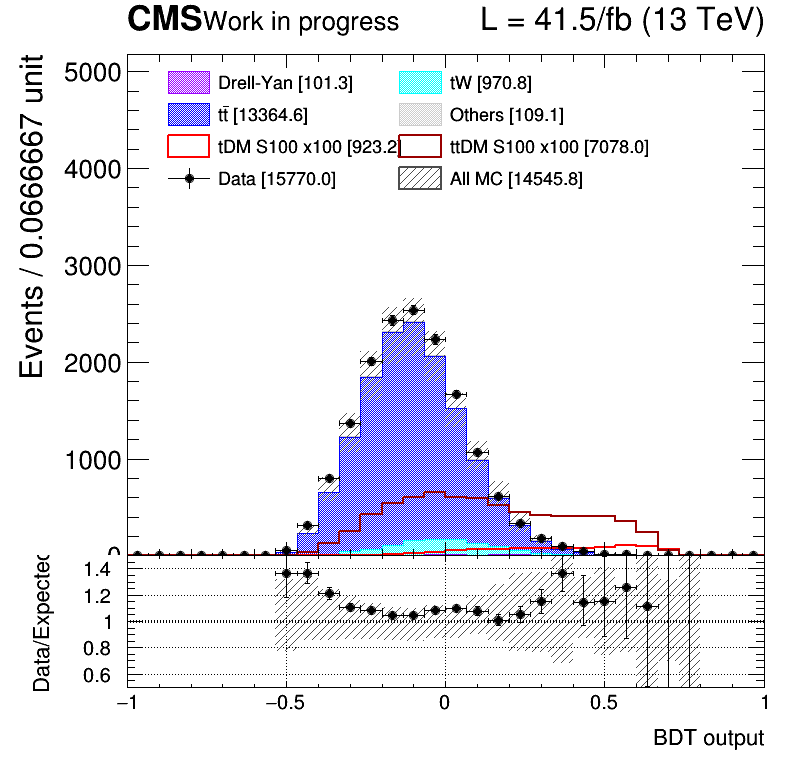 CMS Work in progress L = 41.5/fb (13 TeV)
Events / 0.0666667 unit
5000
4000
3000
2000
1000
0
Drell-Yan [101.3] tW [970.8]
tt̄ [13364.6] Others [109.1]
tDM S100 x100 [923.2] ttDM S100 x100 [7078.0]
Data [15770.0] All MC [14545.8]
Data/Expected
1.4
1.2
1
0.8
0.6
−1 −0.5 0 0.5 1
BDT output